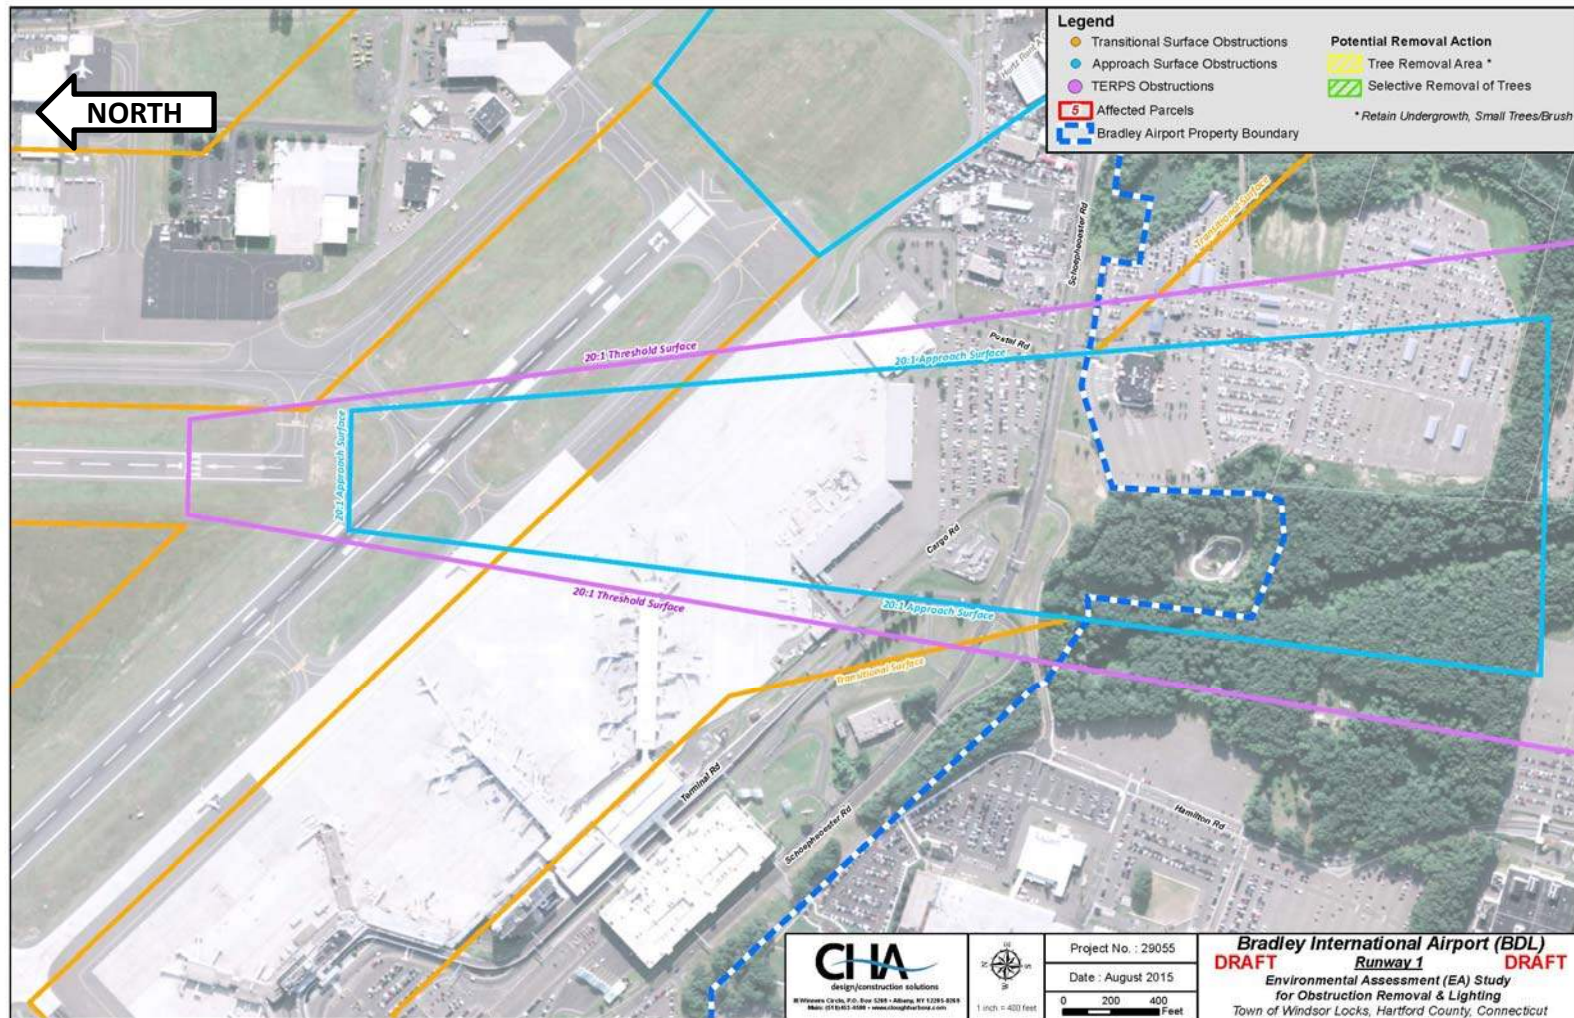 NORTH
Legend
Transitional Surface Obstructions
Approach Surface Obstructions
TERPS Obstructions
5 Affected Parcels
Bradley Airport Property Boundary
Potential Removal Action
Tree Removal Area *
Selective Removal of Trees
* Retain Undergrowth, Small Trees/Brush
Schoephoester Rd
Transitional Surface
20:1 Threshold Surface
20:1 Approach Surface
Postal Rd
20:1 Approach Surface
Cargo Rd
20:1 Threshold Surface
20:1 Approach Surface
Transitional Surface
Terminal Rd
Schoephoester Rd
Hamilton Rd
CHA
design/construction solutions
1 inch = 400 feet
Project No. : 29055
Date : August 2015
0 200 400
Feet
Bradley International Airport (BDL)
DRAFT Runway 1 DRAFT
Environmental Assessment (EA) Study
for Obstruction Removal & Lighting
Town of Windsor Locks, Hartford County, Connecticut